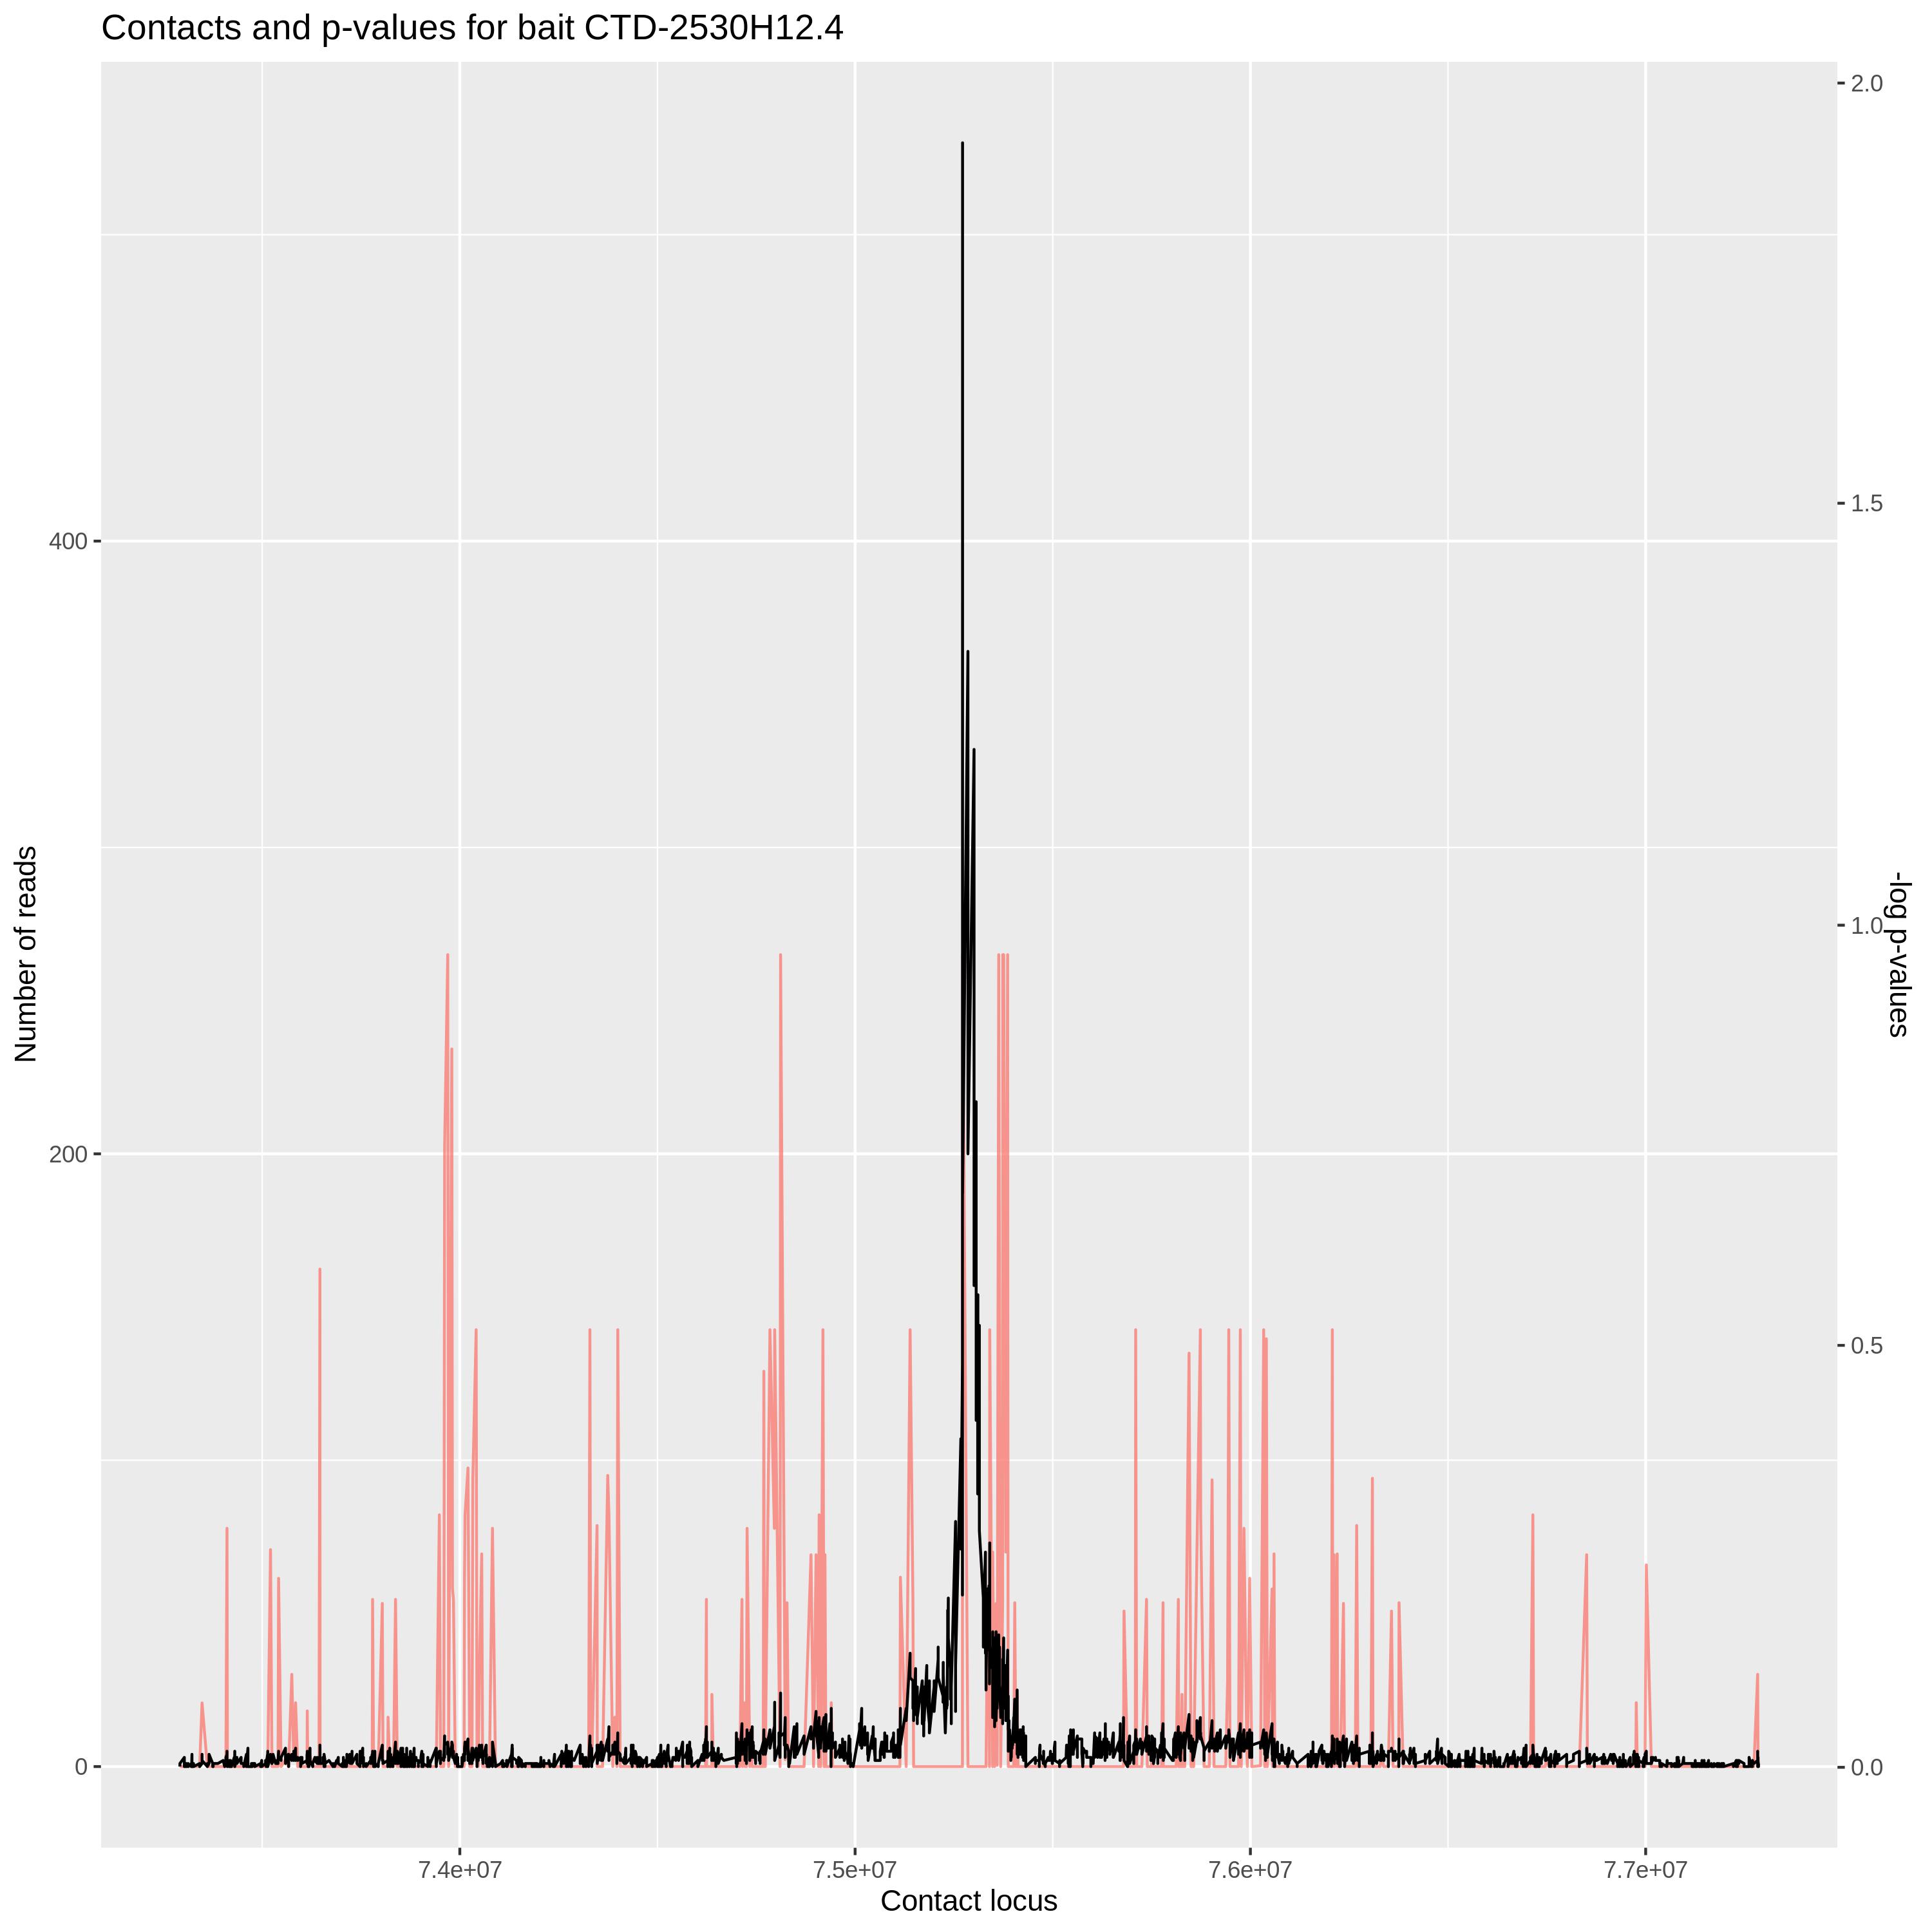 Contacts and p-values for bait CTD-2530H12.4
2.0
1.5
1.0
0.5
0.0
400
200
0
Number of reads
-log p-values
7.4e+07 7.5e+07 7.6e+07 7.7e+07
Contact locus